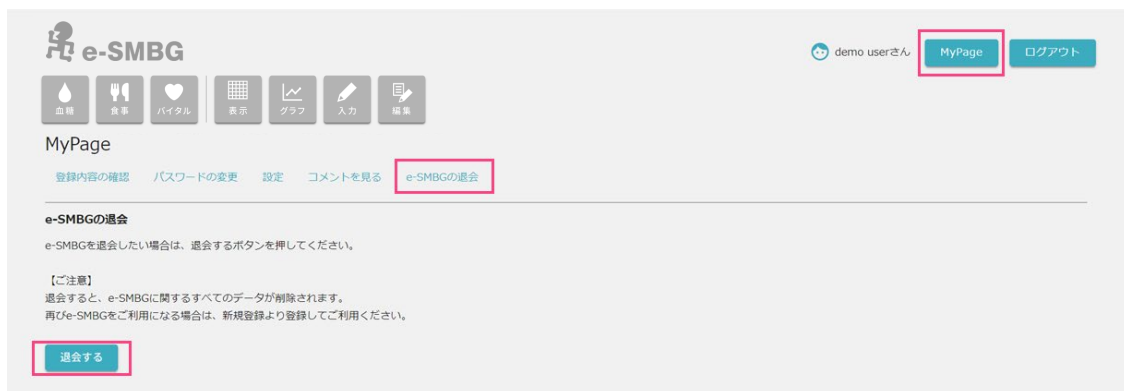 e-SMBG
demo userさん
MyPage
ログアウト
血糖
食事
バイタル
表示
グラフ
入力
編集
MyPage
登録内容の確認
パスワードの変更
設定
コメントを見る
e-SMBGの退会
e-SMBGの退会
e-SMBGを退会したい場合は、退会するボタンを押してください。
【ご注意】
退会すると、e-SMBGに関するすべてのデータが削除されます。
再びe-SMBGをご利用になる場合は、新規登録より登録してご利用ください。
退会する